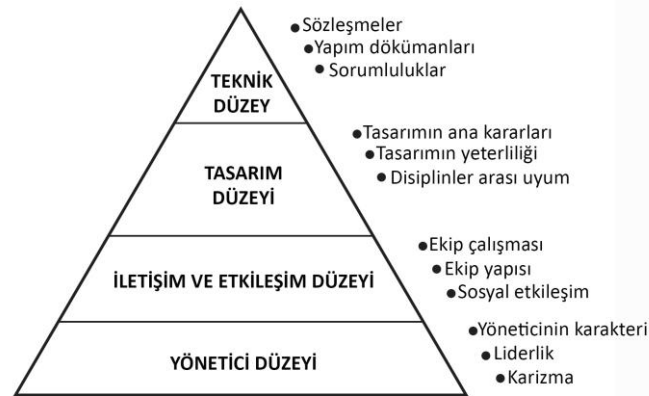 Sözleşmeler
Yapım dökümanları
Sorumluluklar
TEKNİK
DÜZEY
Tasarımın ana kararları
Tasarımın yeterliliği
Disiplinler arası uyum
TASARIM
DÜZEYİ
Ekip çalışması
Ekip yapısı
Sosyal etkileşim
İLETİŞİM VE ETKİLEŞİM DÜZEYİ
Yöneticinin karakteri
Liderlik
Karizma
YÖNETİCİ DÜZEYİ